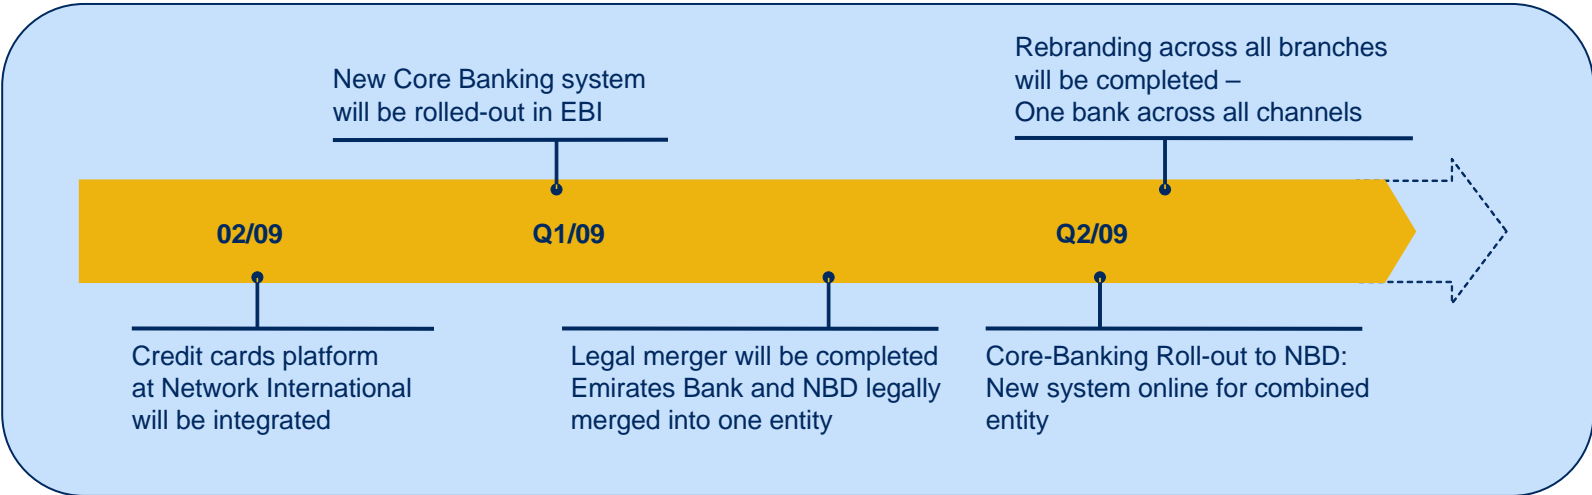 New Core Banking system
will be rolled-out in EBI
Rebranding across all branches
will be completed –
One bank across all channels
02/09
Q1/09
Q2/09
Credit cards platform
at Network International
will be integrated
Legal merger will be completed
Emirates Bank and NBD legally
merged into one entity
Core-Banking Roll-out to NBD:
New system online for combined
entity